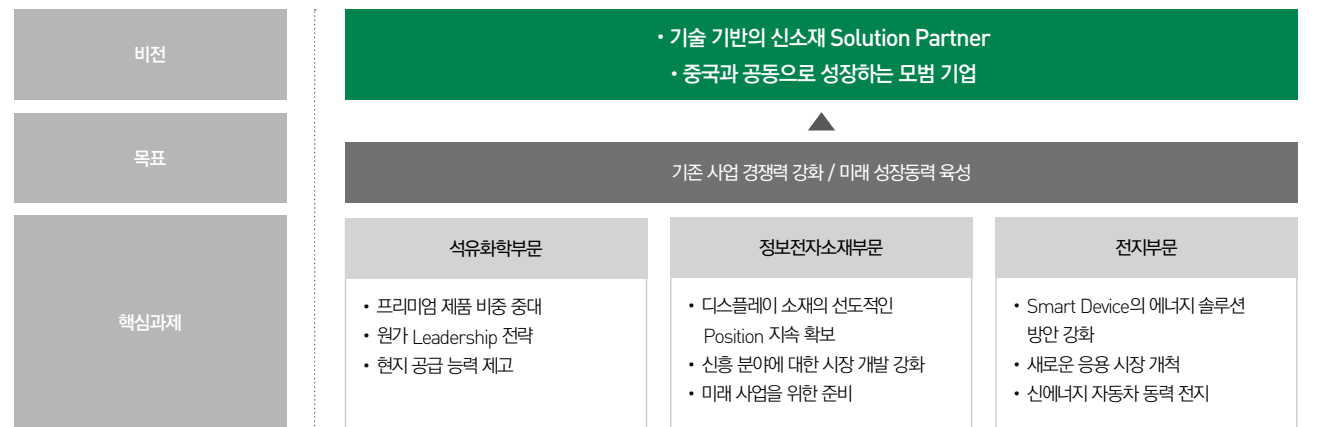 비전
• 기술 기반의 신소재 Solution Partner
• 중국과 공동으로 성장하는 모범 기업
목표
기존 사업 경쟁력 강화 / 미래 성장동력 육성
핵심과제
석유화학부문
• 프리미엄 제품 비중 중대
• 원가 Leadership 전략
• 현지 공급 능력 제고
정보전자소재부문
• 디스플레이 소재의 선도적인
Position 지속 확보
• 신흥 분야에 대한 시장 개발 강화
• 미래 사업을 위한 준비
전지부문
• Smart Device의 에너지 솔루션
방안 강화
• 새로운 응용 시장 개척
• 신에너지 자동차 동력 전지